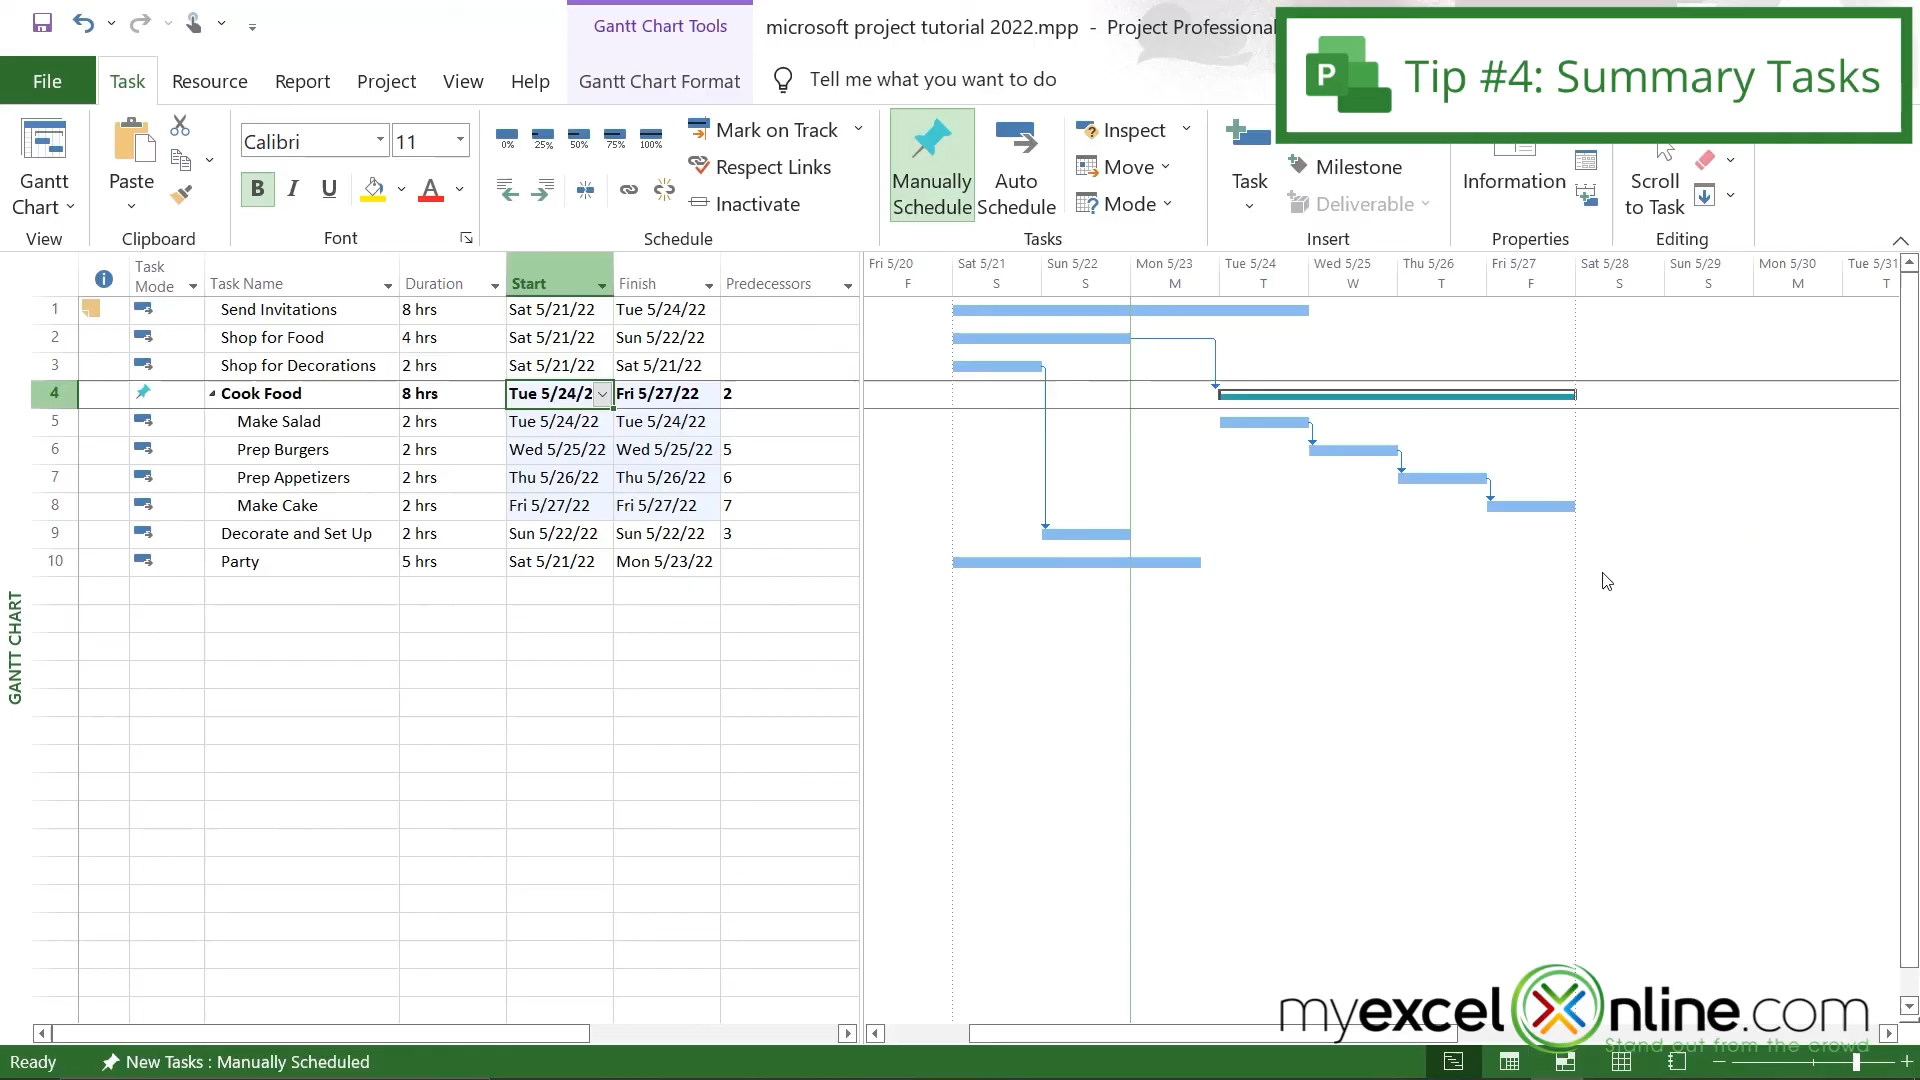 Gantt Chart Tools
microsoft project tutorial 2022.mpp - Project Professional
P
Tip #4: Summary Tasks
File
Task
Resource
Report
Project
View
Help
Gantt Chart Format
Tell me what you want to do
Gantt
Chart
View
Paste
Clipboard
Calibri
11
B
I
U
A
Font
0%
25%
50%
75%
100%
Mark on Track
Respect Links
Inactivate
Schedule
Manually
Schedule
Auto
Schedule
Inspect
Move
Mode
Tasks
Task
Milestone
Deliverable
Insert
Information
Properties
Scroll
to Task
Editing
Task
Mode
Task Name
Duration
Start
Finish
Predecessors
Fri 5/20
Sat 5/21
Sun 5/22
Mon 5/23
Tue 5/24
Wed 5/25
Thu 5/26
Fri 5/27
Sat 5/28
Sun 5/29
Mon 5/30
Tue 5/31
F S S M T W T F S S M T
1 Send Invitations 8 hrs Sat 5/21/22 Tue 5/24/22
2 Shop for Food 4 hrs Sat 5/21/22 Sun 5/22/22
3 Shop for Decorations 2 hrs Sat 5/21/22 Sat 5/21/22
4 Cook Food 8 hrs Tue 5/24/2 Fri 5/27/22 2
5 Make Salad 2 hrs Tue 5/24/22 Tue 5/24/22
6 Prep Burgers 2 hrs Wed 5/25/22 Wed 5/25/22 5
7 Prep Appetizers 2 hrs Thu 5/26/22 Thu 5/26/22 6
8 Make Cake 2 hrs Fri 5/27/22 Fri 5/27/22 7
9 Decorate and Set Up 2 hrs Sun 5/22/22 Sun 5/22/22 3
10 Party 5 hrs Sat 5/21/22 Mon 5/23/22
GANTT CHART
myexcelonline.com
Stand out from the crowd
Ready
New Tasks : Manually Scheduled